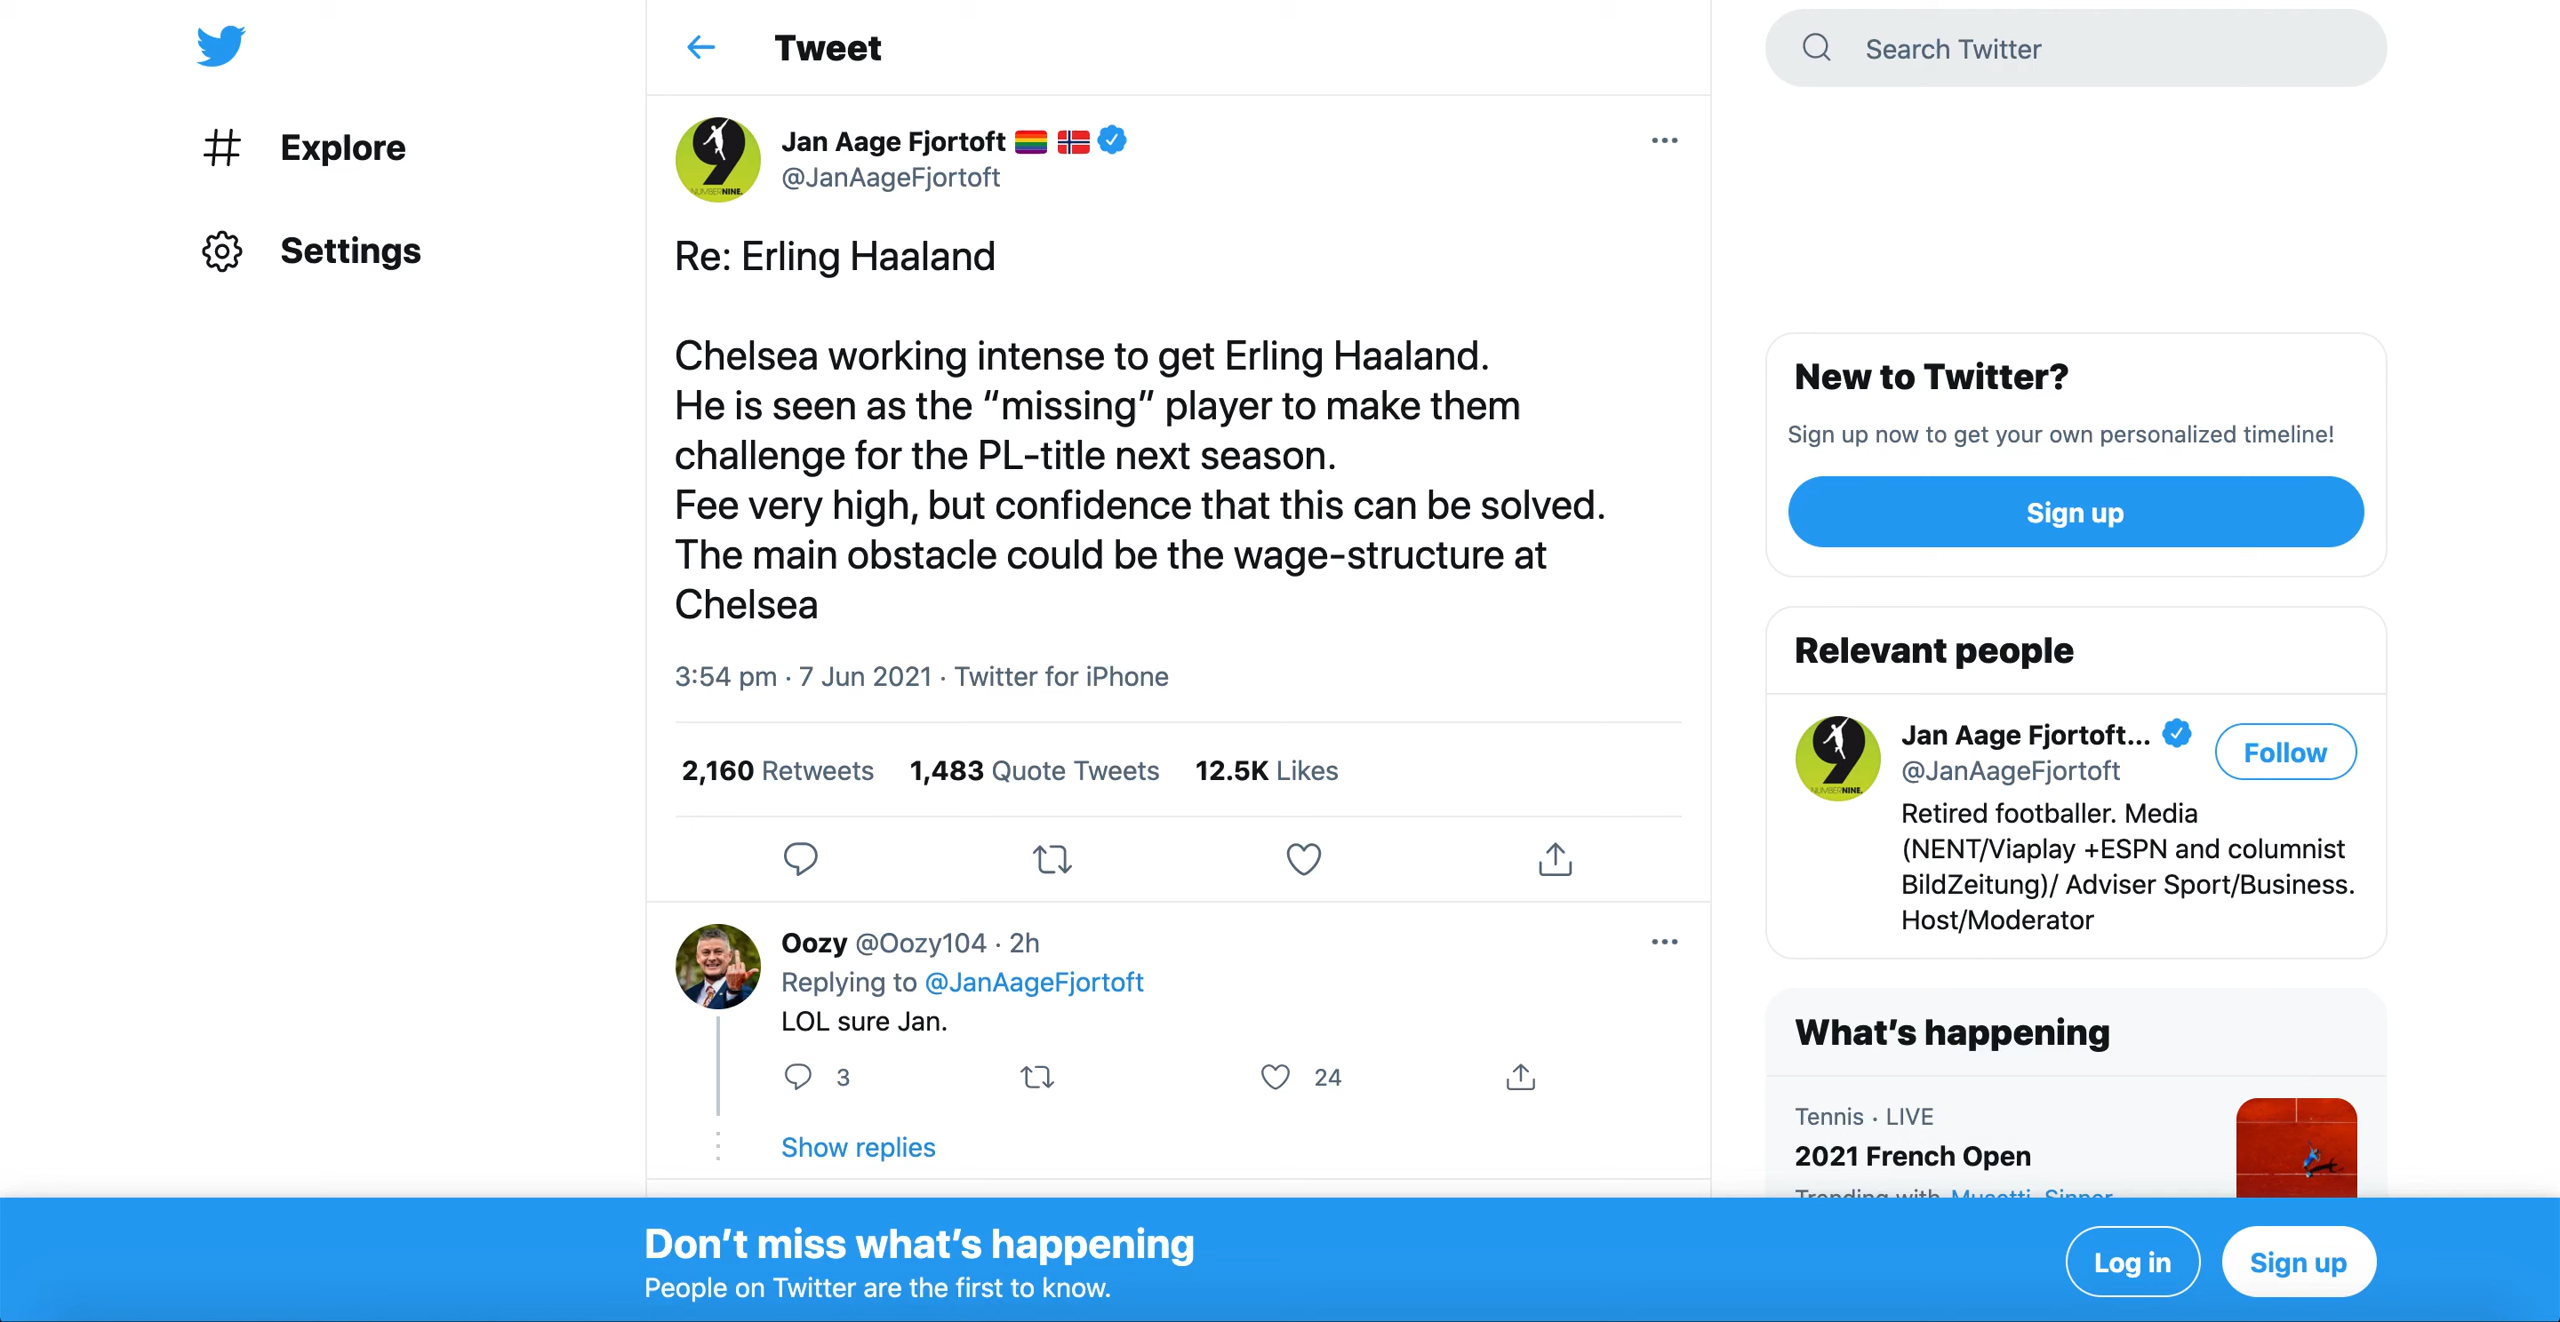 Tweet
Search Twitter
Explore
Settings
Jan Aage Fjortoft
@JanAageFjortoft
NUMBERNINE.
Re: Erling Haaland
Chelsea working intense to get Erling Haaland.
He is seen as the “missing” player to make them
challenge for the PL-title next season.
Fee very high, but confidence that this can be solved.
The main obstacle could be the wage-structure at
Chelsea
3:54 pm · 7 Jun 2021 · Twitter for iPhone
2,160 Retweets 1,483 Quote Tweets 12.5K Likes
Oozy @Oozy104 · 2h
Replying to @JanAageFjortoft
LOL sure Jan.
3 24
Show replies
New to Twitter?
Sign up now to get your own personalized timeline!
Sign up
Relevant people
Jan Aage Fjortoft...
@JanAageFjortoft
Follow
NUMBERNINE.
Retired footballer. Media
(NENT/Viaplay +ESPN and columnist
BildZeitung)/ Adviser Sport/Business.
Host/Moderator
What’s happening
Tennis · LIVE
2021 French Open
Trending with Musetti, Sinner
Don’t miss what’s happening
People on Twitter are the first to know.
Log in
Sign up